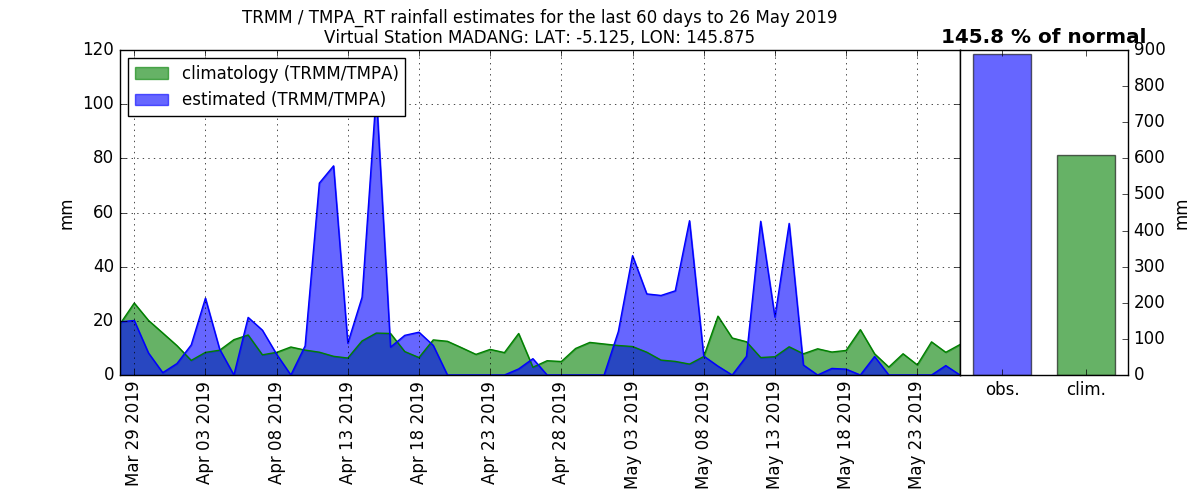 TRMM / TMPA_RT rainfall estimates for the last 60 days to 26 May 2019
Virtual Station MADANG: LAT: -5.125, LON: 145.875
145.8 % of normal
climatology (TRMM/TMPA)
estimated (TRMM/TMPA)
120
100
80
60
40
20
0
mm
Mar 29 2019
Apr 03 2019
Apr 08 2019
Apr 13 2019
Apr 18 2019
Apr 23 2019
Apr 28 2019
May 03 2019
May 08 2019
May 13 2019
May 18 2019
May 23 2019
obs.
clim.
900
800
700
600
500
400
300
200
100
0
mm